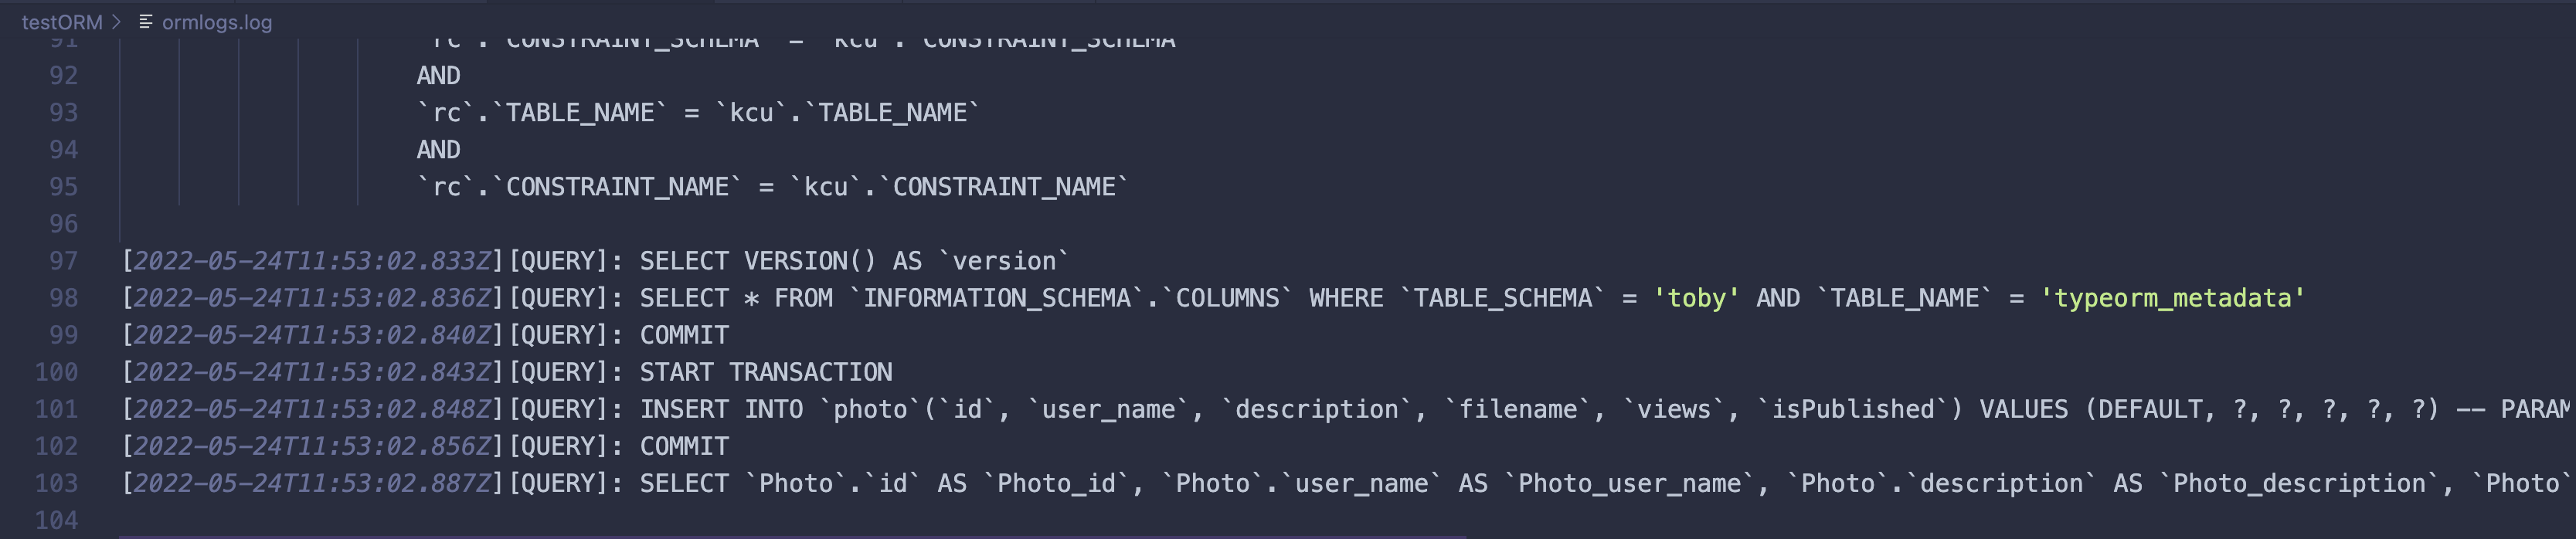 testORM > ormlogs.log
91 `rc`.`CONSTRAINT_SCHEMA` = `kcu`.`CONSTRAINT_SCHEMA`
92 AND
93 `rc`.`TABLE_NAME` = `kcu`.`TABLE_NAME`
94 AND
95 `rc`.`CONSTRAINT_NAME` = `kcu`.`CONSTRAINT_NAME`
96
97 [2022-05-24T11:53:02.833Z][QUERY]: SELECT VERSION() AS `version`
98 [2022-05-24T11:53:02.836Z][QUERY]: SELECT * FROM `INFORMATION_SCHEMA`.`COLUMNS` WHERE `TABLE_SCHEMA` = 'toby' AND `TABLE_NAME` = 'typeorm_metadata'
99 [2022-05-24T11:53:02.840Z][QUERY]: COMMIT
100 [2022-05-24T11:53:02.843Z][QUERY]: START TRANSACTION
101 [2022-05-24T11:53:02.848Z][QUERY]: INSERT INTO `photo`(`id`, `user_name`, `description`, `filename`, `views`, `isPublished`) VALUES (DEFAULT, ?, ?, ?, ?, ?) -- PARAM
102 [2022-05-24T11:53:02.856Z][QUERY]: COMMIT
103 [2022-05-24T11:53:02.887Z][QUERY]: SELECT `Photo`.`id` AS `Photo_id`, `Photo`.`user_name` AS `Photo_user_name`, `Photo`.`description` AS `Photo_description`, `Photo`
104